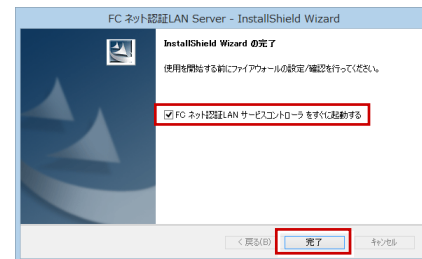 FC ネット認証LAN Server - InstallShield Wizard
InstallShield Wizard の完了
使用を開始する前にファイアウォールの設定/確認を行ってください。
FC ネット認証LAN サービスコントローラ をすぐに起動する
< 戻る(B)
完了
キャンセル